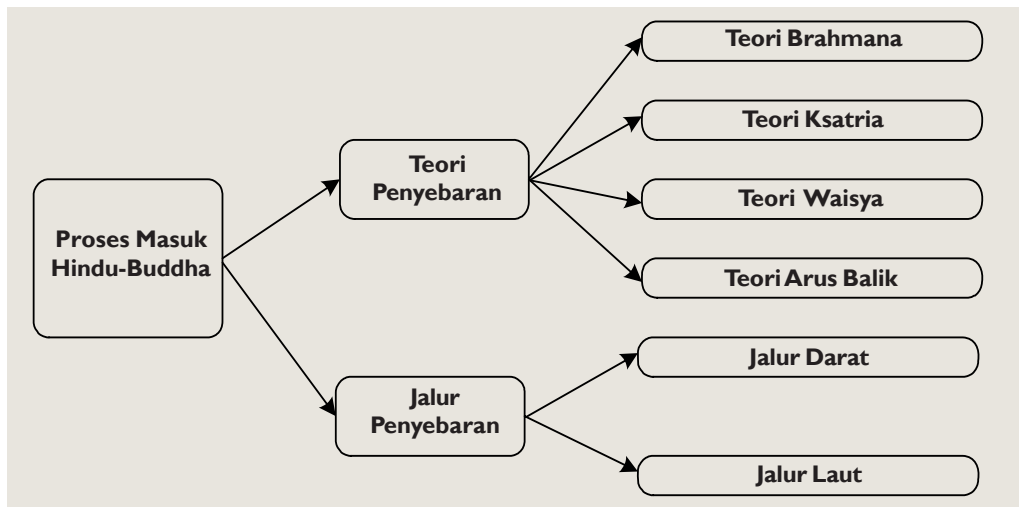 Proses Masuk
Hindu-Buddha
Teori
Penyebaran
Teori Brahmana
Teori Ksatria
Teori Waisya
Teori Arus Balik
Jalur
Penyebaran
Jalur Darat
Jalur Laut